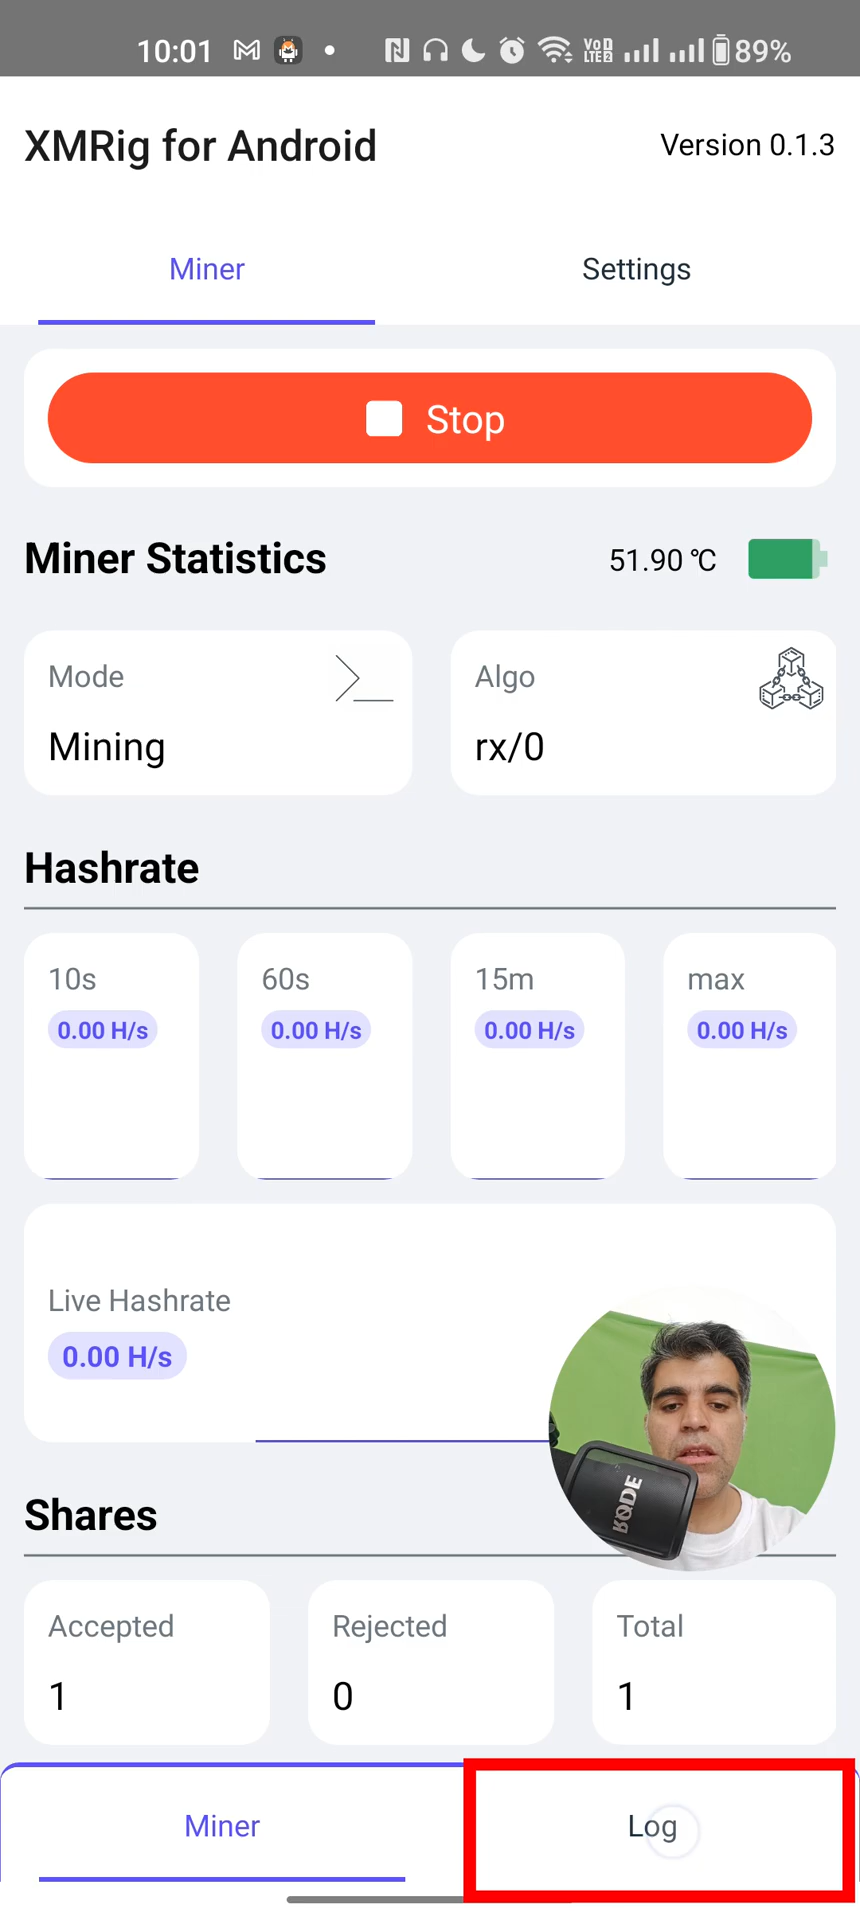 10:01 VoD LTE2 89%
XMRig for Android Version 0.1.3
Miner Settings
Stop
Miner Statistics 51.90 °C
Mode Algo
Mining rx/0
Hashrate
10s 60s 15m max
0.00 H/s 0.00 H/s 0.00 H/s 0.00 H/s
Live Hashrate
0.00 H/s
RØDE
Shares
Accepted Rejected Total
1 0 1
Miner Log